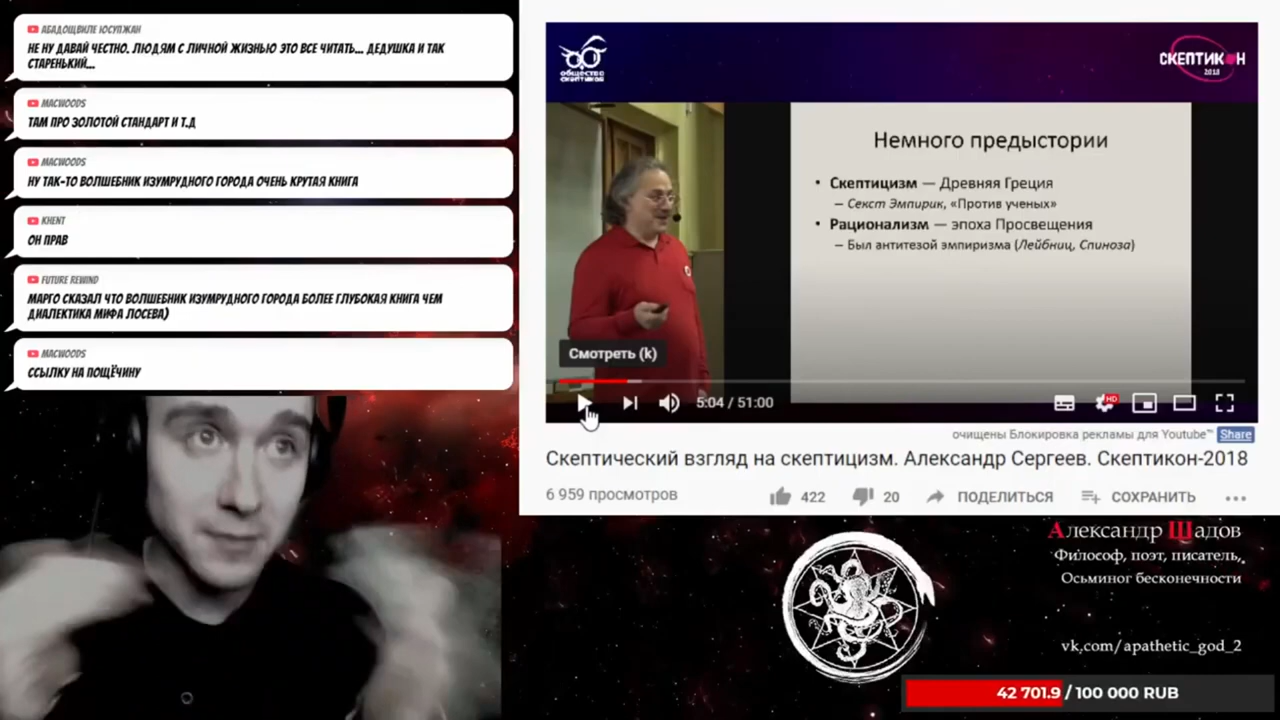 АБАДОЩВИЛЕ ЮСУПЖАН
НЕ НУ ДАВАЙ ЧЕСТНО. ЛЮДЯМ С ЛИЧНОЙ ЖИЗНЬЮ ЭТО ВСЕ ЧИТАТЬ... ДЕДУШКА И ТАК
СТАРЕНЬКИЙ...
MACWOODS
ТАМ ПРО ЗОЛОТОЙ СТАНДАРТ И Т.Д
MACWOODS
НУ ТАК-ТО ВОЛШЕБНИК ИЗУМРУДНОГО ГОРОДА ОЧЕНЬ КРУТАЯ КНИГА
KHENT
ОН ПРАВ
FUTURE REWIND
МАРГО СКАЗАЛ ЧТО ВОЛШЕБНИК ИЗУМРУДНОГО ГОРОДА БОЛЕЕ ГЛУБОКАЯ КНИГА ЧЕМ
ДИАЛЕКТИКА МИФА ЛОСЕВА)
MACWOODS
ССЫЛКУ НА ПОЩЁЧИНУ
общество
скептиков
СКЕПТИКОН
2018
Немного предыстории
• Скептицизм — Древняя Греция
– Секст Эмпирик, «Против ученых»
• Рационализм — эпоха Просвещения
– Был антитезой эмпиризма (Лейбниц, Спиноза)
Смотреть (k)
5:04 / 51:00
HD
очищены Блокировка рекламы для Youtube™ Share
Скептический взгляд на скептицизм. Александр Сергеев. Скептикон-2018
6 959 просмотров
422
20
ПОДЕЛИТЬСЯ
СОХРАНИТЬ
Александр Шадов
Философ, поэт, писатель,
Осьминог бесконечности
vk.com/apathetic_god_2
42 701.9 / 100 000 RUB